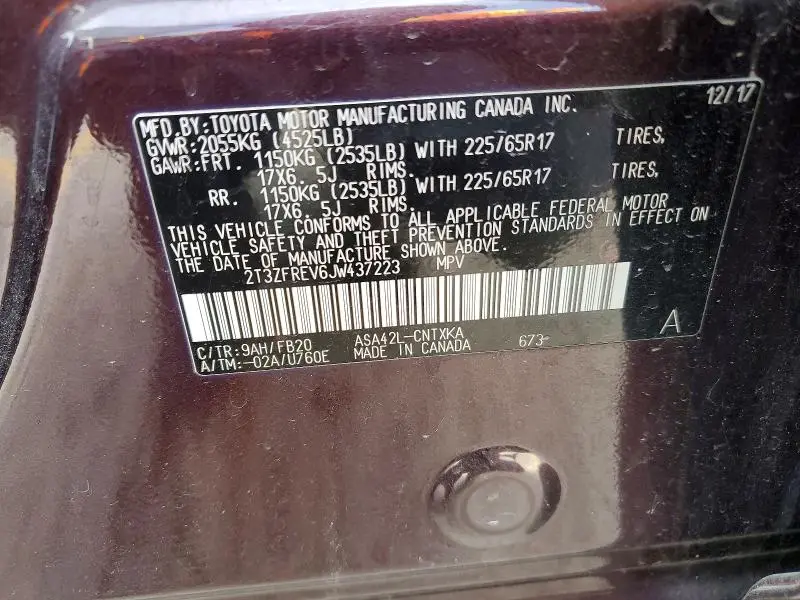 MFD. BY: TOYOTA MOTOR MANUFACTURING CANADA INC. 12/17
GVWR: 2055KG (4525LB)
GAWR: FRT. 1150KG (2535LB) WITH 225/65R17 TIRES,
17X6. 5J RIMS.
RR. 1150KG (2535LB) WITH 225/65R17 TIRES,
17X6. 5J RIMS.
THIS VEHICLE CONFORMS TO ALL APPLICABLE FEDERAL MOTOR
VEHICLE SAFETY AND THEFT PREVENTION STANDARDS IN EFFECT ON
THE DATE OF MANUFACTURE SHOWN ABOVE.
2T3ZFREV6JW437223 MPV
C/TR: 9AH/FB20 ASA42L-CNTXKA 673- A
A/TM: -02A/U760E MADE IN CANADA